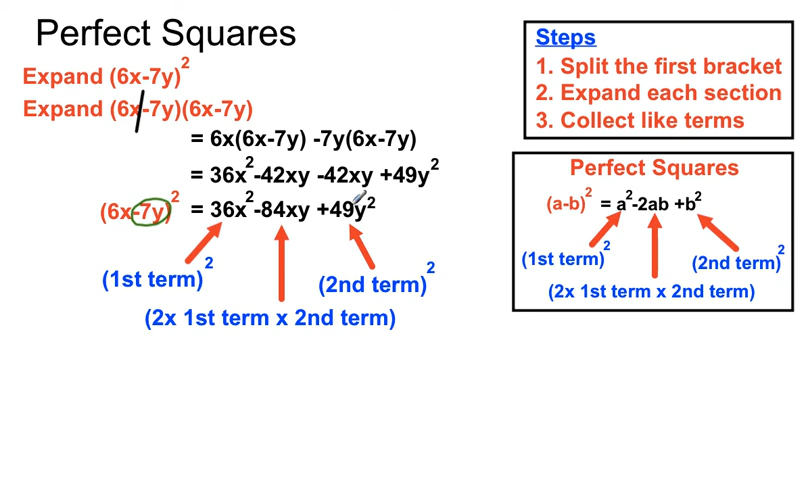 Perfect Squares
Expand (6x-7y)²
Expand (6x-7y)(6x-7y)
= 6x(6x-7y) -7y(6x-7y)
= 36x²-42xy -42xy +49y²
(6x-7y)² = 36x²-84xy +49y²
(1st term)²
(2nd term)²
(2x 1st term x 2nd term)
Steps
1. Split the first bracket
2. Expand each section
3. Collect like terms
Perfect Squares
(a-b)² = a²-2ab +b²
(1st term)²
(2nd term)²
(2x 1st term x 2nd term)